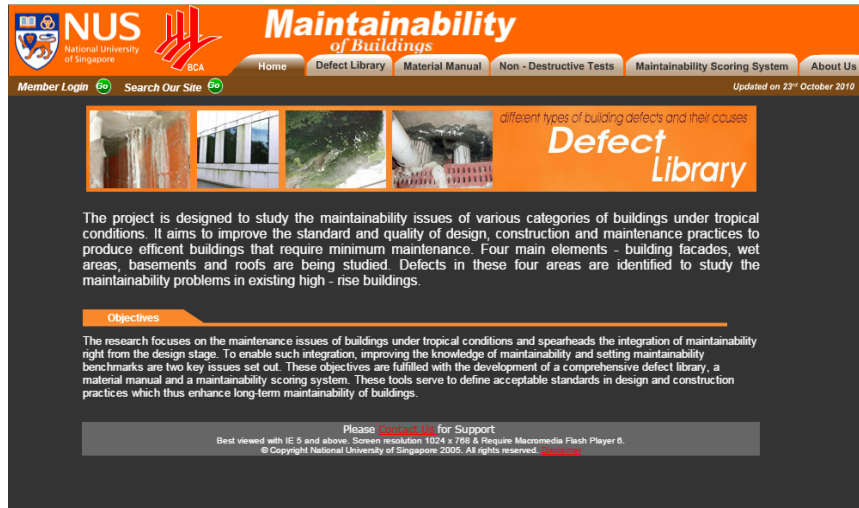 NUS
National University
of Singapore
BCA
Maintainability
of Buildings
Home
Defect Library
Material Manual
Non - Destructive Tests
Maintainability Scoring System
About Us
Member Login Go Search Our Site Go
Updated on 23rd October 2010
different types of building defects and their causes
Defect
Library
The project is designed to study the maintainability issues of various categories of buildings under tropical
conditions. It aims to improve the standard and quality of design, construction and maintenance practices to
produce efficent buildings that require minimum maintenance. Four main elements - building facades, wet
areas, basements and roofs are being studied. Defects in these four areas are identified to study the
maintainability problems in existing high - rise buildings.
Objectives
The research focuses on the maintenance issues of buildings under tropical conditions and spearheads the integration of maintainability
right from the design stage. To enable such integration, improving the knowledge of maintainability and setting maintainability
benchmarks are two key issues set out. These objectives are fulfilled with the development of a comprehensive defect library, a
material manual and a maintainability scoring system. These tools serve to define acceptable standards in design and construction
practices which thus enhance long-term maintainability of buildings.
Please Contact Us for Support
Best viewed with IE 5 and above. Screen resolution 1024 x 768 & Require Macromedia Flash Player 6.
© Copyright National University of Singapore 2005. All rights reserved.